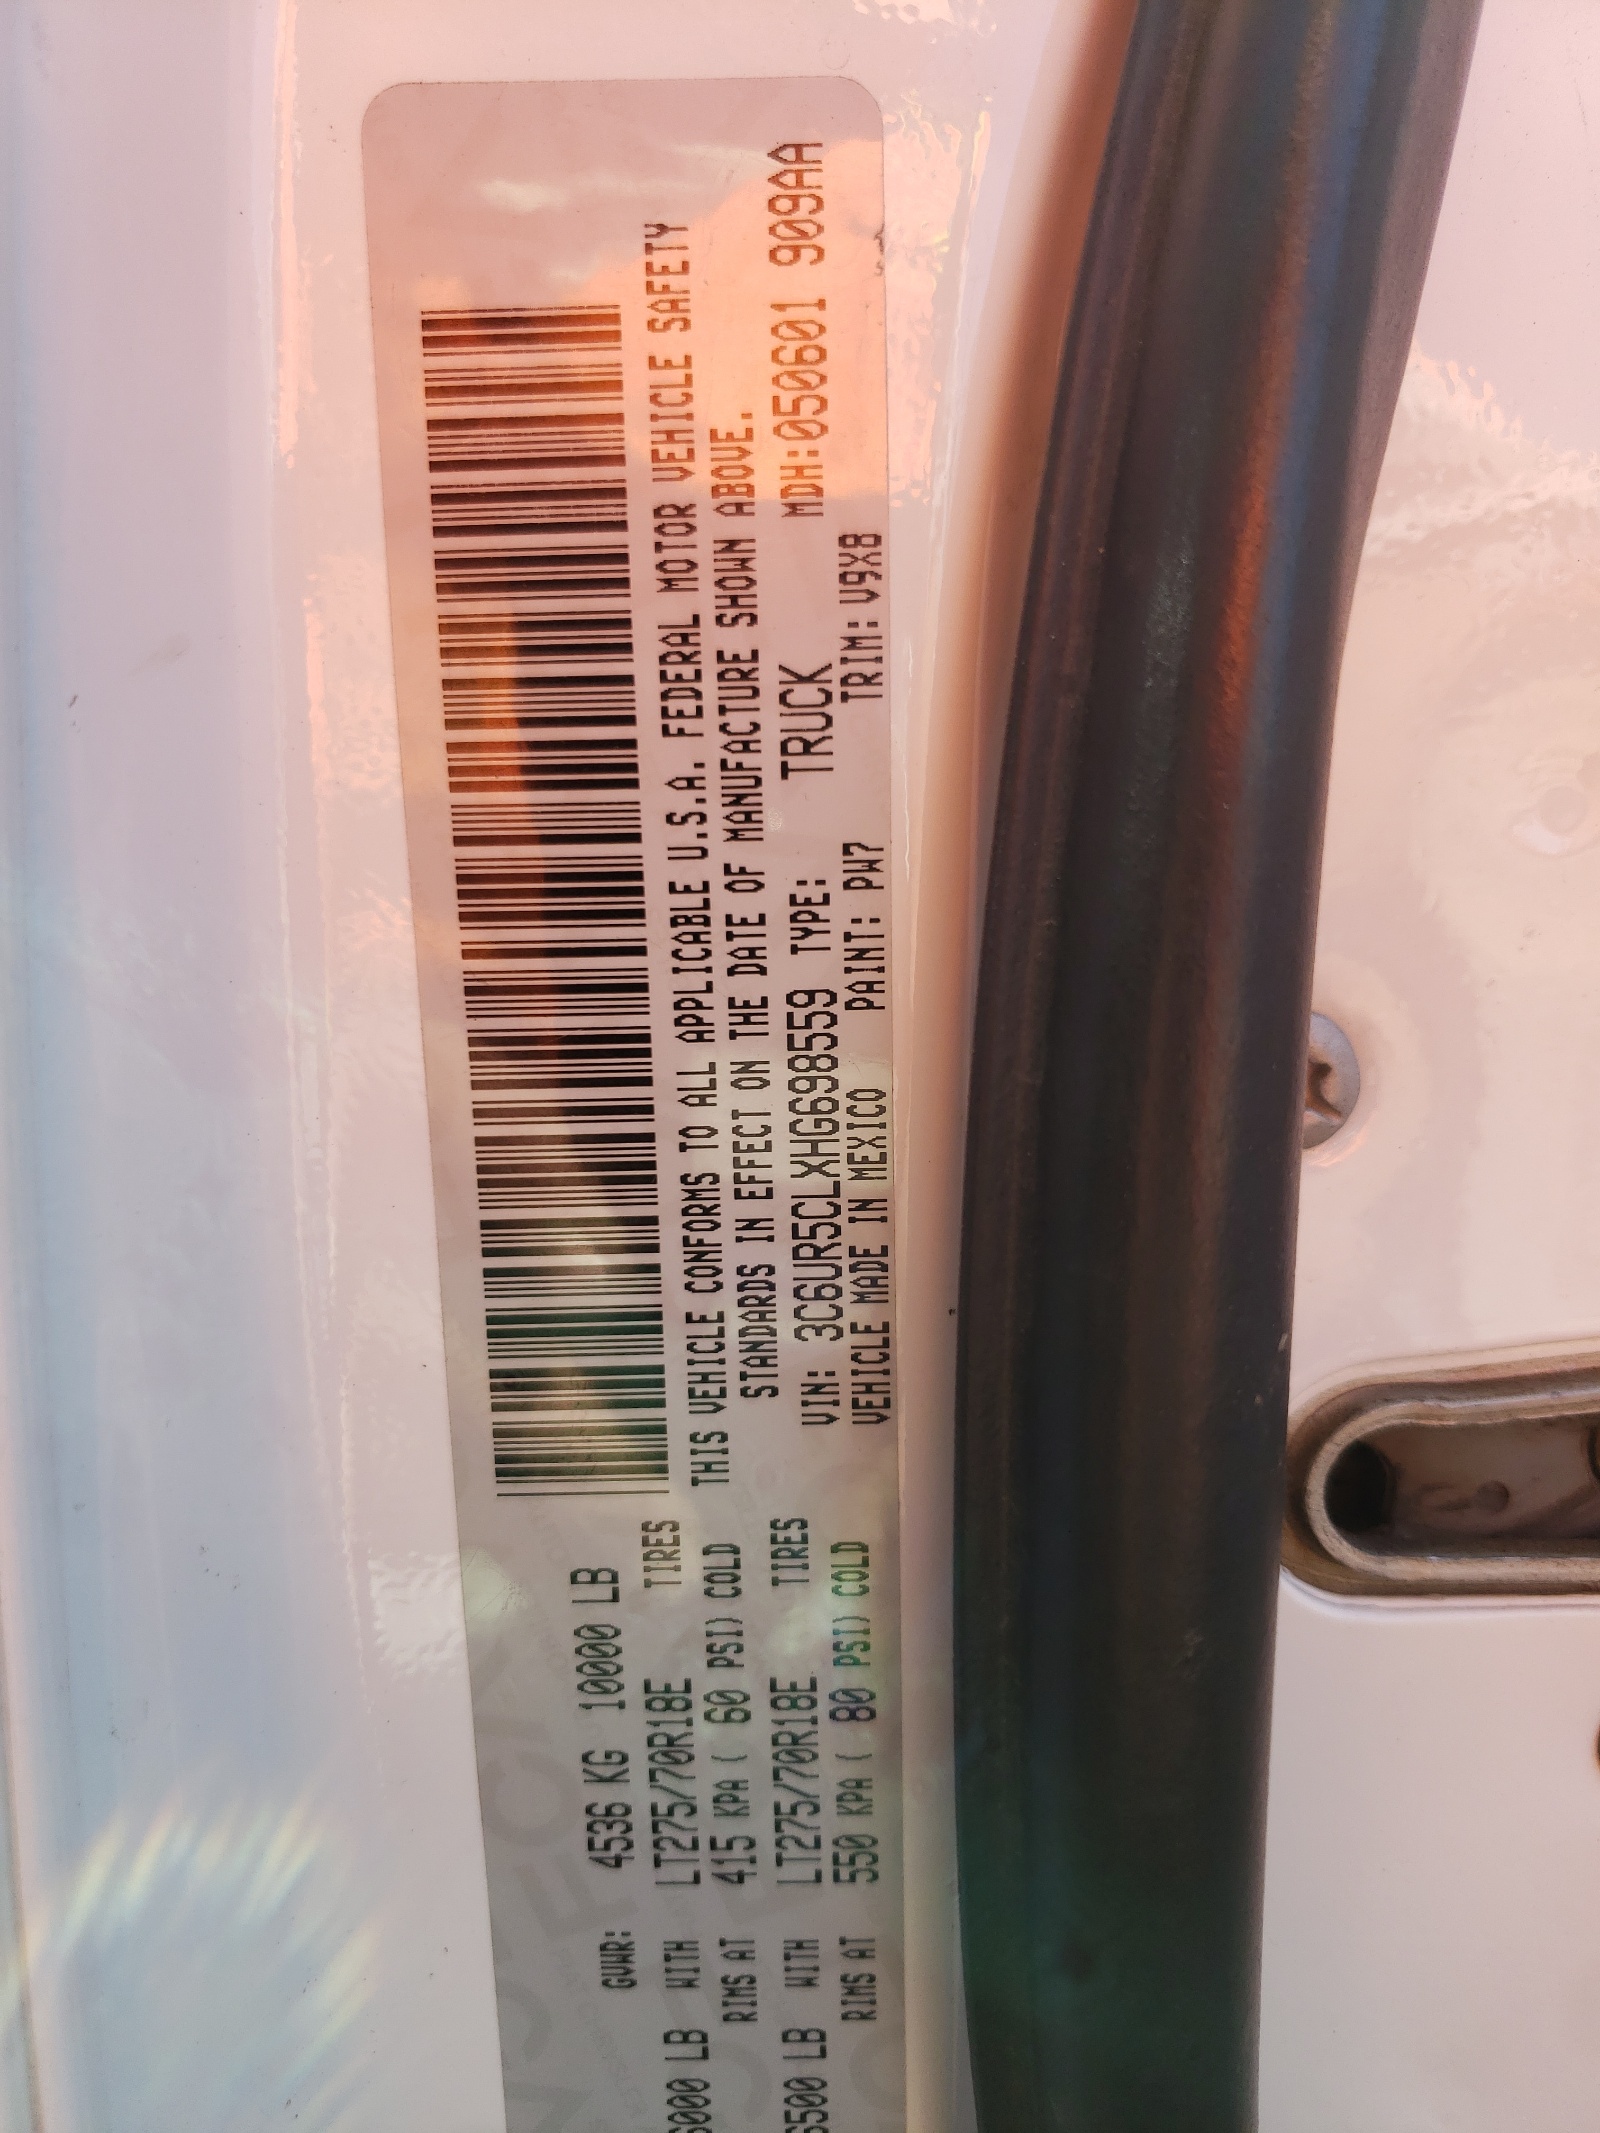 GVWR: 4536 KG 10000 LB
000 LB WITH LT275/70R18E TIRES
RIMS AT 415 KPA ( 60 PSI) COLD
500 LB WITH LT275/70R18E TIRES
RIMS AT 550 KPA ( 80 PSI) COLD
THIS VEHICLE CONFORMS TO ALL APPLICABLE U.S.A. FEDERAL MOTOR VEHICLE SAFETY
STANDARDS IN EFFECT ON THE DATE OF MANUFACTURE SHOWN ABOVE.
VIN: 3C6UR5CLXHG698559 TYPE: TRUCK MDH:050601 909AA
VEHICLE MADE IN MEXICO PAINT: PW7 TRIM: V9X8